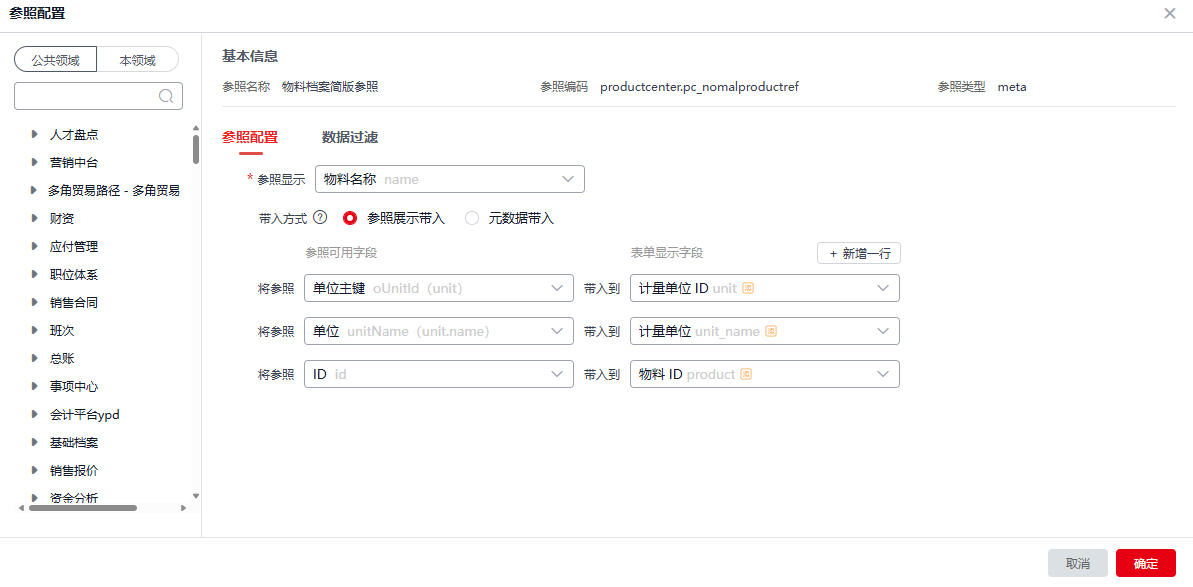 参照配置
公共领域 本领域
人才盘点
营销中台
多角贸易路径 - 多角贸易
财资
应付管理
职位体系
销售合同
班次
总账
事项中心
会计平台ypd
基础档案
销售报价
资金分析
基本信息
参照名称 物料档案简版参照 参照编码 productcenter.pc_nomalproductref 参照类型 meta
参照配置 数据过滤
* 参照显示 物料名称 name
带入方式 ? 参照展示带入 元数据带入
参照可用字段 表单显示字段 + 新增一行
将参照 单位主键 oUnitId（unit） 带入到 计量单位 ID unit
将参照 单位 unitName（unit.name） 带入到 计量单位 unit_name
将参照 ID id 带入到 物料 ID product
取消 确定